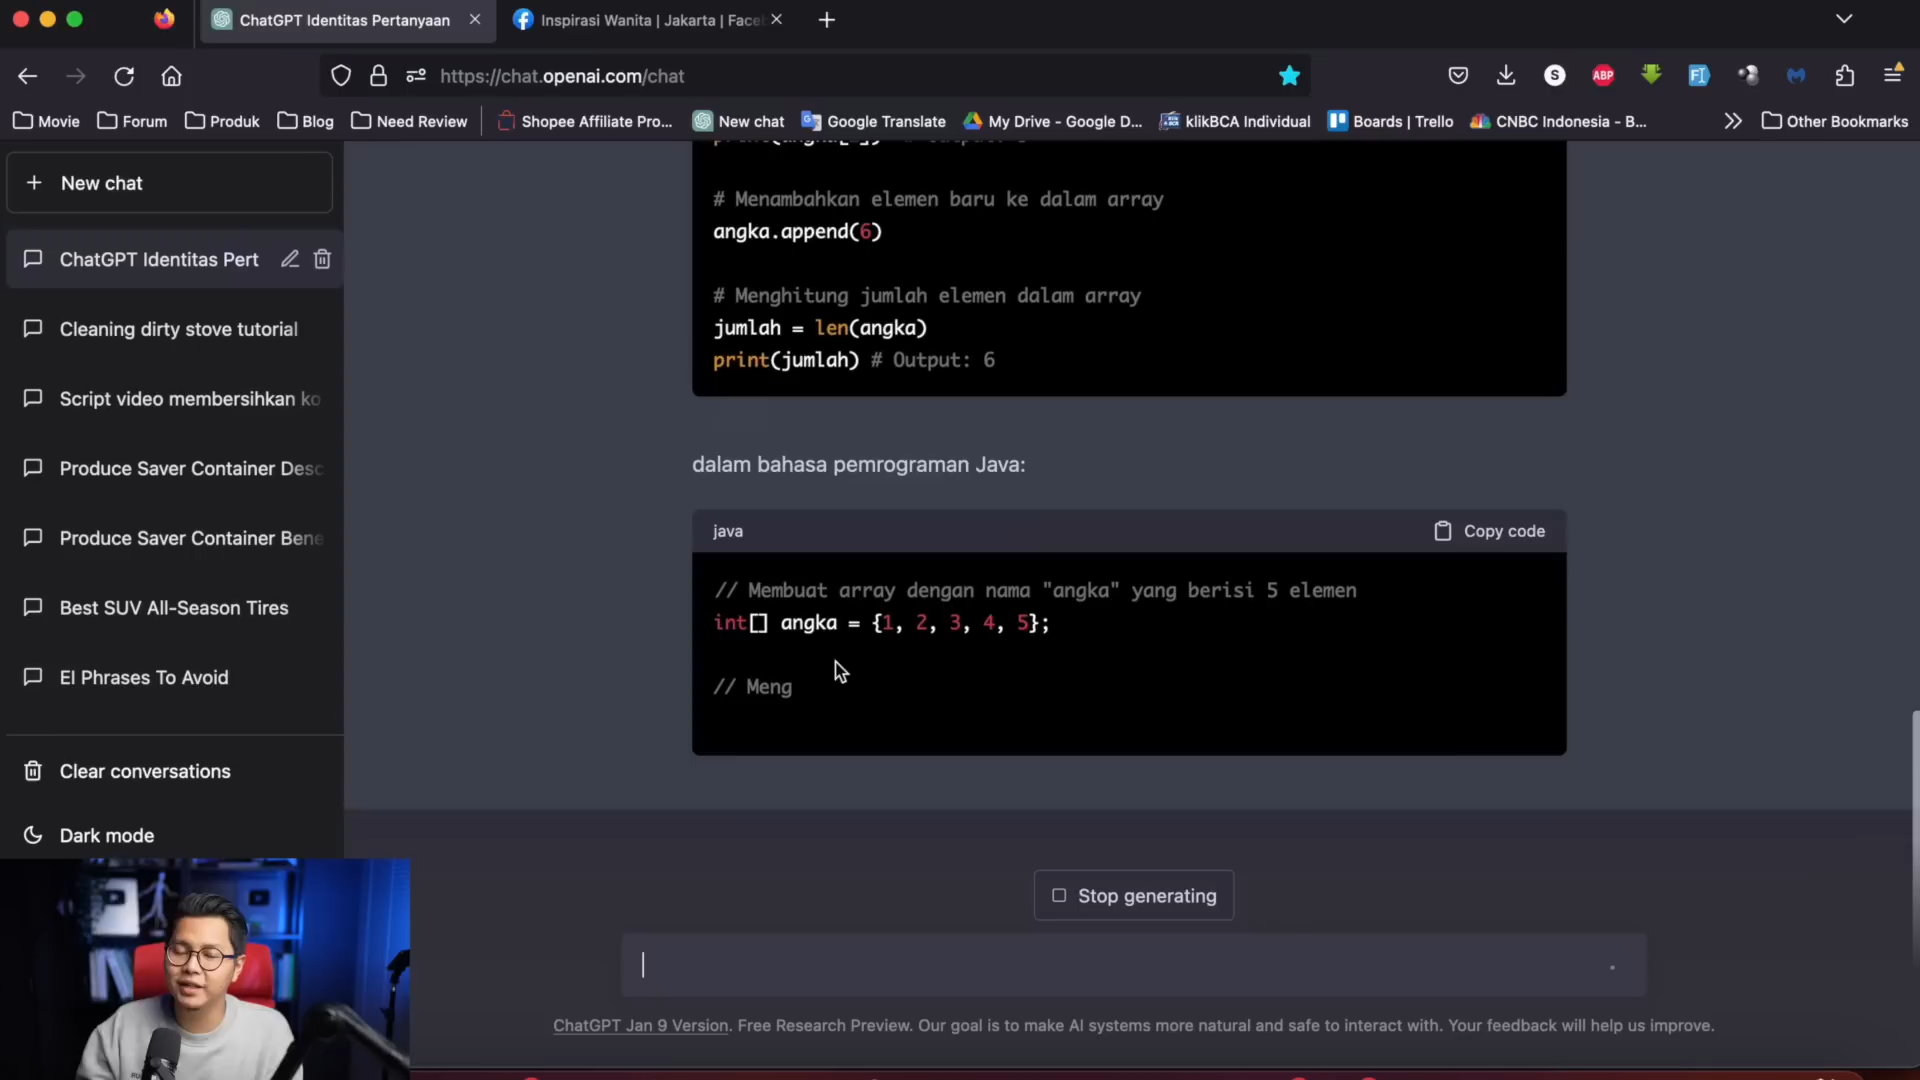 ChatGPT Identitas Pertanyaan
Inspirasi Wanita | Jakarta | Face
https://chat.openai.com/chat
S
ABP
Movie
Forum
Produk
Blog
Need Review
Shopee Affiliate Pro...
New chat
Google Translate
My Drive - Google D...
klikBCA Individual
Boards | Trello
CNBC Indonesia - B...
Other Bookmarks
New chat
ChatGPT Identitas Pert
Cleaning dirty stove tutorial
Script video membersihkan ko
Produce Saver Container Desc
Produce Saver Container Bene
Best SUV All-Season Tires
EI Phrases To Avoid
Clear conversations
Dark mode
# Menambahkan elemen baru ke dalam array
angka.append(6)
# Menghitung jumlah elemen dalam array
jumlah = len(angka)
print(jumlah) # Output: 6
dalam bahasa pemrograman Java:
java
Copy code
// Membuat array dengan nama "angka" yang berisi 5 elemen
int[] angka = {1, 2, 3, 4, 5};
// Meng
Stop generating
ChatGPT Jan 9 Version. Free Research Preview. Our goal is to make AI systems more natural and safe to interact with. Your feedback will help us improve.